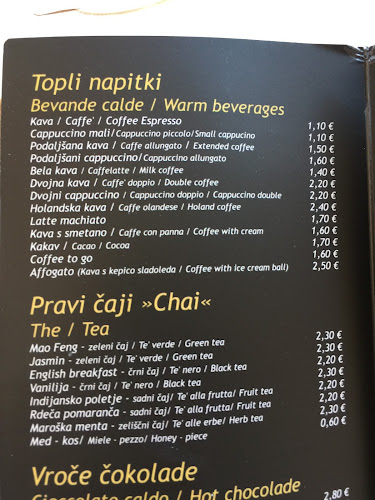 Topli napitki
Bevande calde / Warm beverages
Kava / Caffe' / Coffee Espresso 1,10 €
Cappuccino mali/Cappuccino piccolo/Small cappucino 1,10 €
Podaljšana kava / Caffe allungato / Extended coffee 1,50 €
Podaljšani cappuccino/Cappuccino allungato 1,60 €
Bela kava / Caffelatte / Milk coffee 1,40 €
Dvojna kava / Caffe' doppio / Double coffee 2,20 €
Dvojni cappuccino / Cappuccino doppio / Cappuccino double 2,20 €
Holandska kava / Caffe olandese / Holand coffee 2,40 €
Latte machiato 1,70 €
Kava s smetano / Caffe con panna / Coffee with cream 1,60 €
Kakav / Cacao / Cocoa 1,70 €
Coffee to go 1,60 €
Affogato (Kava s kepico sladoleda / Coffee with ice cream ball) 2,50 €
Pravi čaji »Chai«
The / Tea
Mao Feng - zeleni čaj / Te' verde / Green tea 2,30 €
Jasmin - zeleni čaj / Te' verde / Green tea 2,30 €
English breakfast - črni čaj / Te' nero / Black tea 2,20 €
Vanilija - črni čaj / Te' nero / Black tea 2,20 €
Indijansko poletje - sadni čaj/ Te' alla frutta/ Fruit tea 2,20 €
Rdeča pomaranča - sadni čaj/ Te' alla frutta/ Fruit tea 2,20 €
Maroška menta - zeliščni čaj/ Te' alle erbe/ Herb tea 2,30 €
Med - kos/ Miele - pezzo/ Honey - piece 0,60 €
Vroče čokolade
Cioccolate calde / Hot chocolade
2,80 €